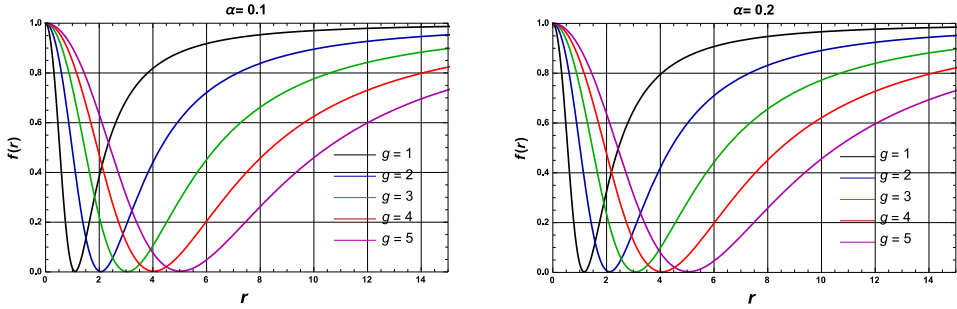 α= 0.1
f(r)
1.0
0.8
0.6
0.4
0.2
0.0
g = 1
g = 2
g = 3
g = 4
g = 5
0 2 4 6 8 10 12 14
r
α= 0.2
f(r)
1.0
0.8
0.6
0.4
0.2
0.0
g = 1
g = 2
g = 3
g = 4
g = 5
0 2 4 6 8 10 12 14
r